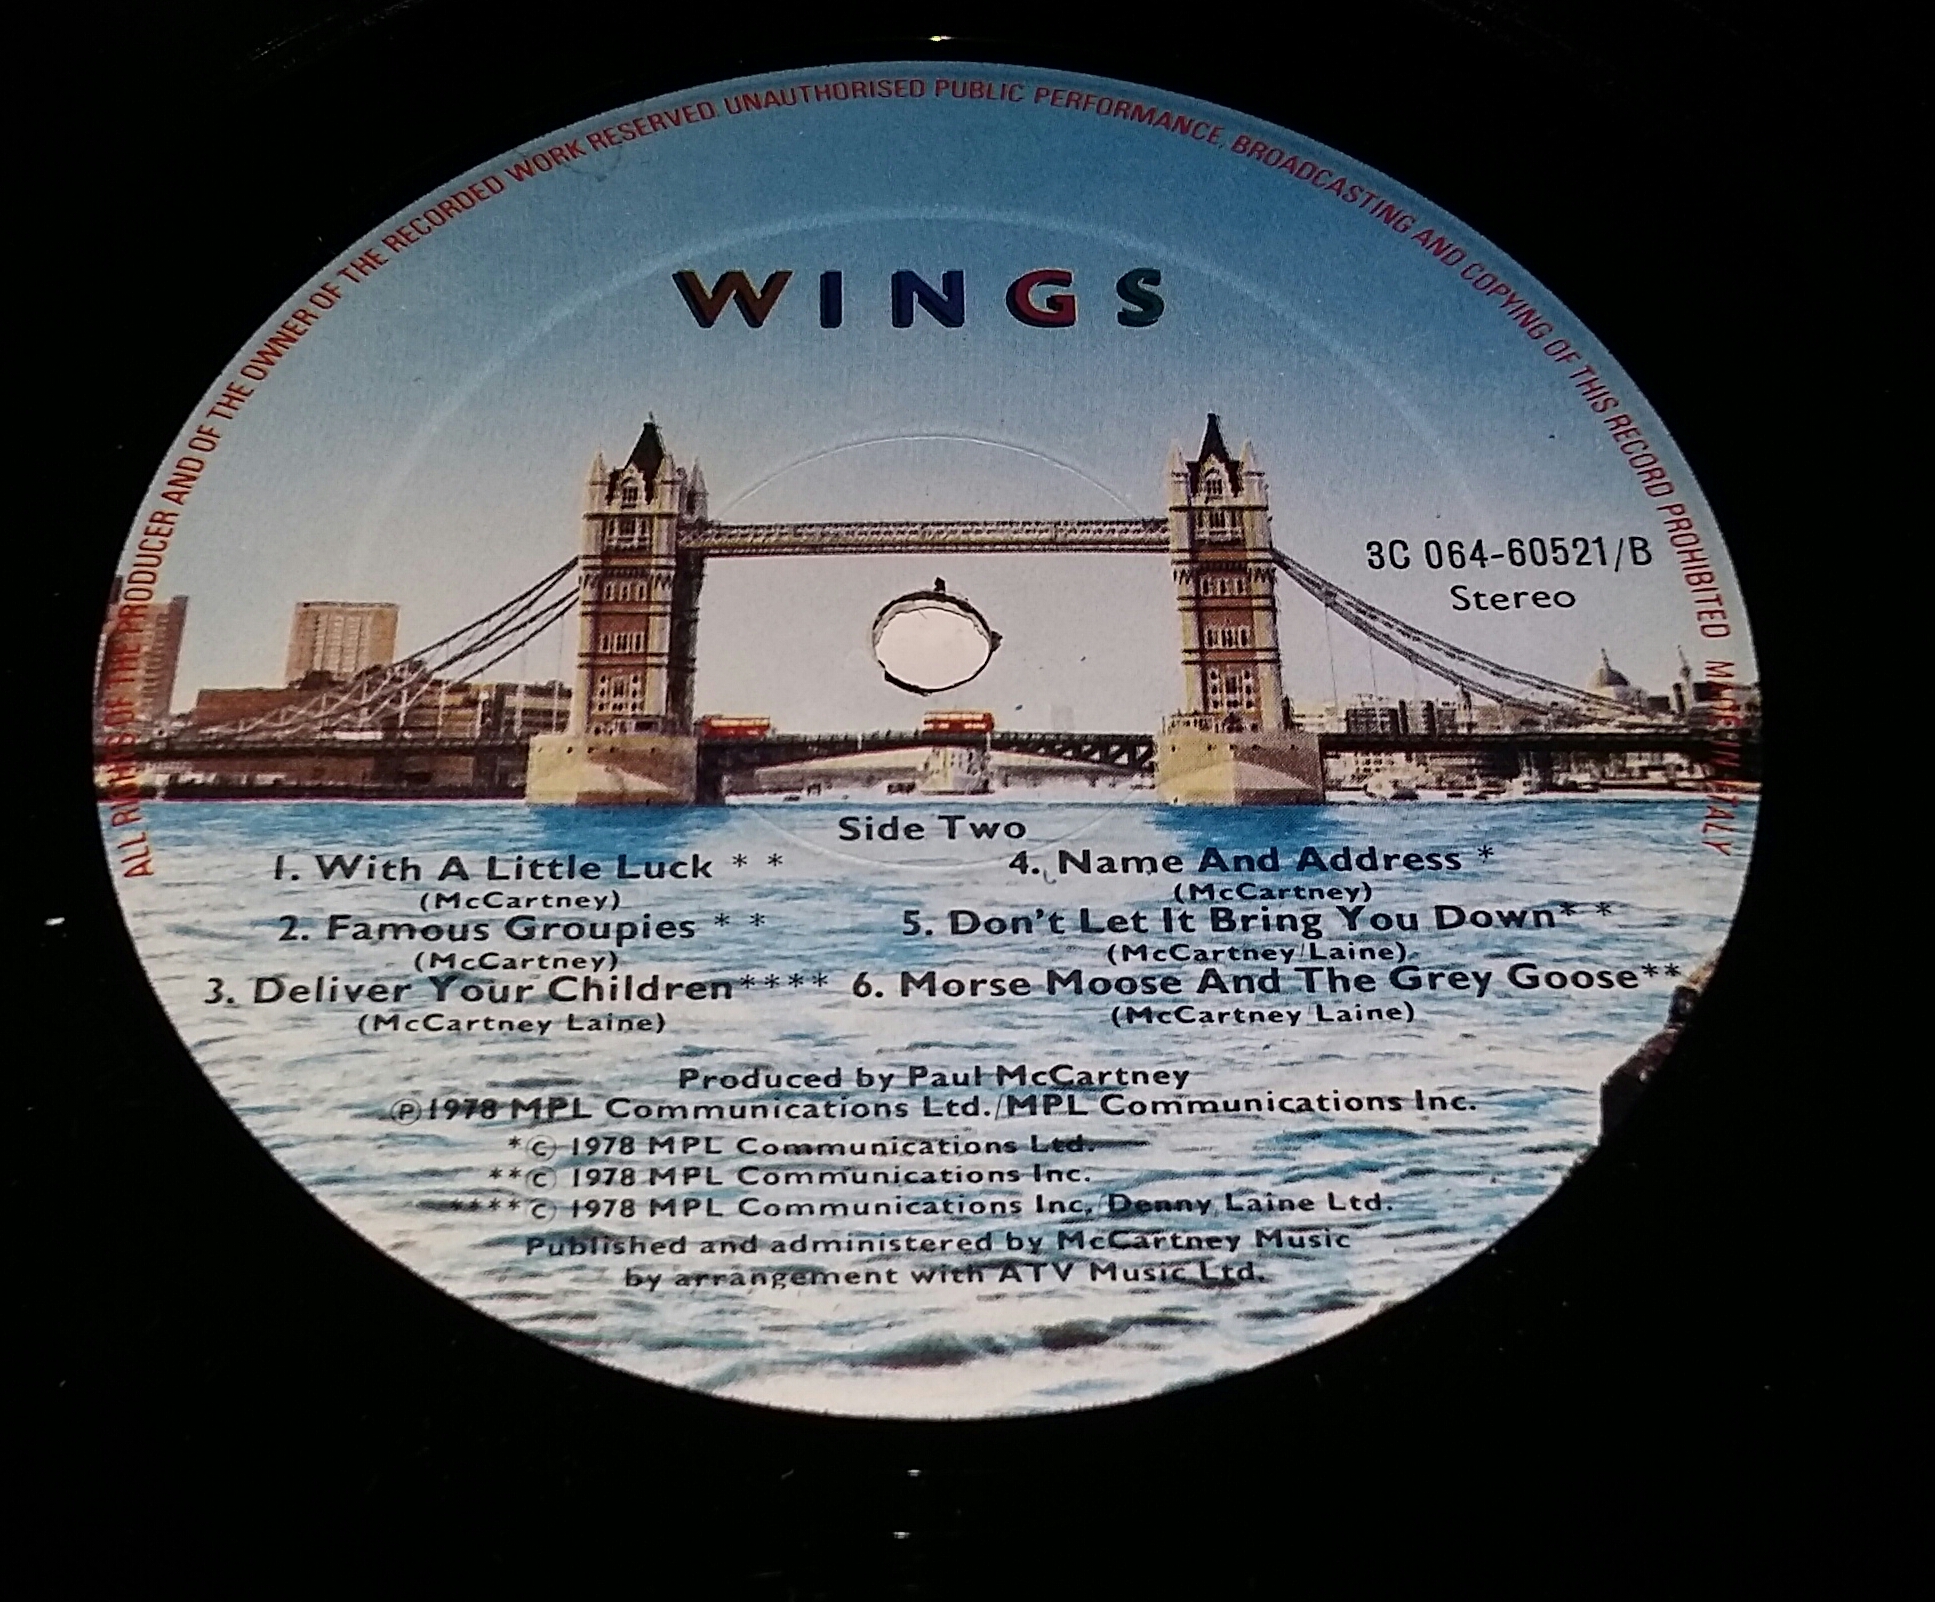 ALL RIGHTS OF THE PRODUCER AND OF THE OWNER OF THE RECORDED WORK RESERVED. UNAUTHORISED PUBLIC PERFORMANCE, BROADCASTING AND COPYING OF THIS RECORD PROHIBITED MADE IN ITALY
WINGS
3C 064-60521/B
Stereo
Side Two
1. With A Little Luck * *
(McCartney)
2. Famous Groupies * *
(McCartney)
3. Deliver Your Children****
(McCartney Laine)
4. Name And Address *
(McCartney)
5. Don't Let It Bring You Down* *
(McCartney/Laine)
6. Morse Moose And The Grey Goose**
(McCartney/Laine)
Produced by Paul McCartney
℗1978 MPL Communications Ltd./MPL Communications Inc.
*© 1978 MPL Communications Ltd.
**© 1978 MPL Communications Inc.
****© 1978 MPL Communications Inc, Denny Laine Ltd.
Published and administered by McCartney Music
by arrangement with ATV Music Ltd.